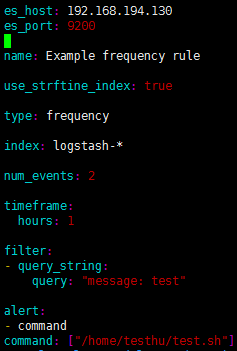 es_host: 192.168.194.130
es_port: 9200
name: Example frequency rule
use_strftine_index: true
type: frequency
index: logstash-*
num_events: 2
timeframe:
  hours: 1
filter:
- query_string:
    query: "message: test"
alert:
- command
command: ["/home/testhu/test.sh"]